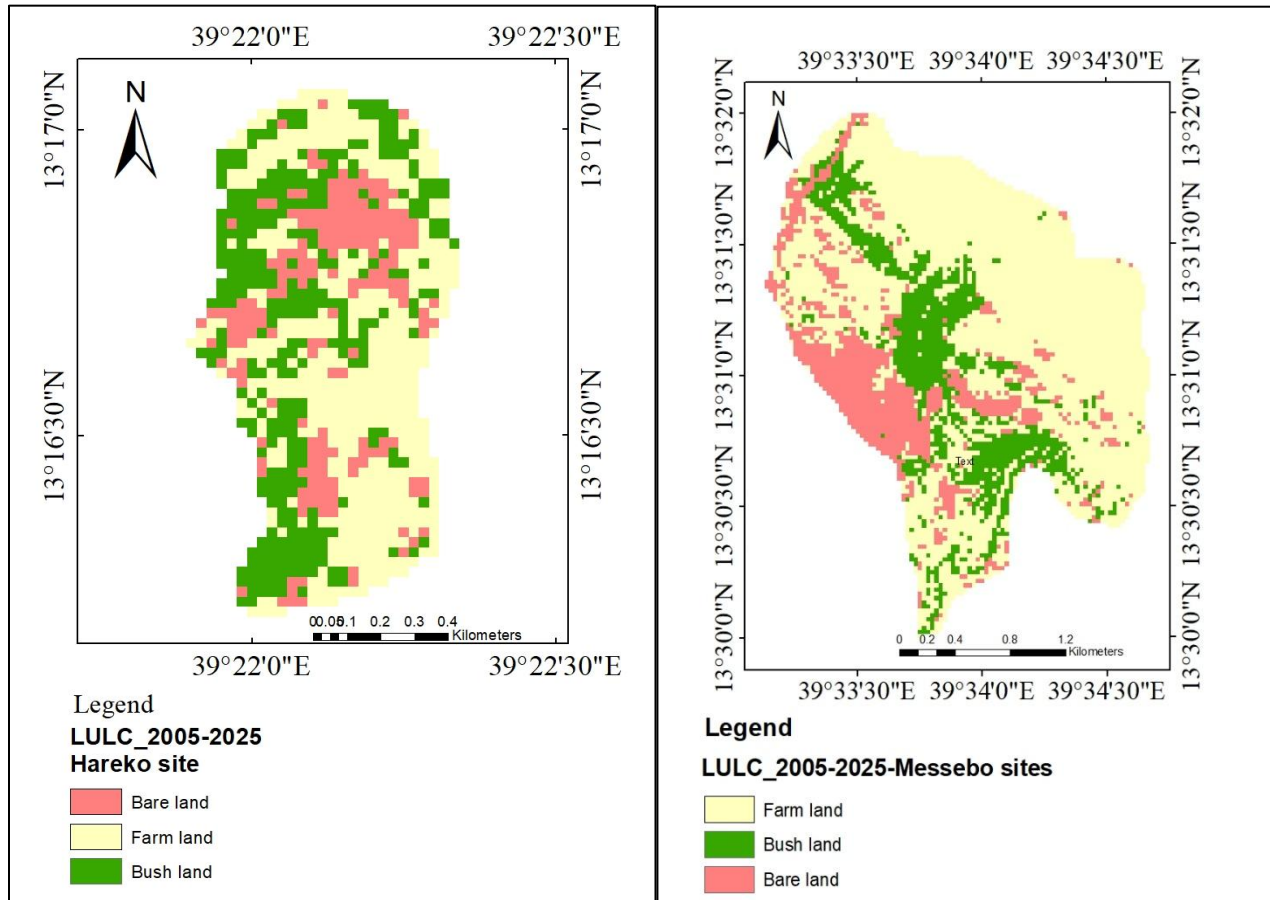 39°22'0"E 39°22'30"E
N
13°17'0"N 13°17'0"N
13°16'30"N 13°16'30"N
0 0.05 0.1 0.2 0.3 0.4
Kilometers
39°22'0"E 39°22'30"E
Legend
LULC_2005-2025
Hareko site
Bare land
Farm land
Bush land
39°33'30"E 39°34'0"E 39°34'30"E
N
13°32'0"N 13°32'0"N
13°31'30"N 13°31'30"N
13°31'0"N 13°31'0"N
Text
13°30'30"N 13°30'30"N
13°30'0"N 13°30'0"N
0 0.2 0.4 0.8 1.2
Kilometers
39°33'30"E 39°34'0"E 39°34'30"E
Legend
LULC_2005-2025-Messebo sites
Farm land
Bush land
Bare land